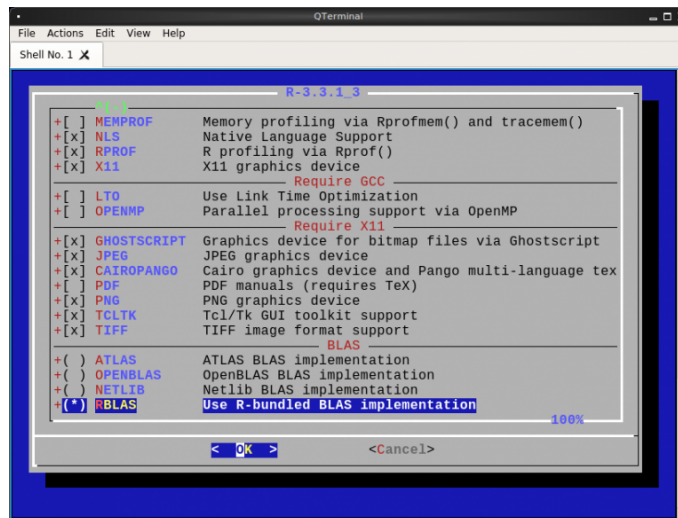 QTerminal
File Actions Edit View Help
Shell No. 1
R-3.3.1_3
^(-)
+[ ] MEMPROF Memory profiling via Rprofmem() and tracemem()
+[x] NLS Native Language Support
+[x] RPROF R profiling via Rprof()
+[x] X11 X11 graphics device
Require GCC
+[ ] LTO Use Link Time Optimization
+[ ] OPENMP Parallel processing support via OpenMP
Require X11
+[x] GHOSTSCRIPT Graphics device for bitmap files via Ghostscript
+[x] JPEG JPEG graphics device
+[x] CAIROPANGO Cairo graphics device and Pango multi-language tex
+[ ] PDF PDF manuals (requires TeX)
+[x] PNG PNG graphics device
+[x] TCLTK Tcl/Tk GUI toolkit support
+[x] TIFF TIFF image format support
BLAS
+( ) ATLAS ATLAS BLAS implementation
+( ) OPENBLAS OpenBLAS BLAS implementation
+( ) NETLIB Netlib BLAS implementation
+(*) RBLAS Use R-bundled BLAS implementation
100%
< OK > <Cancel>